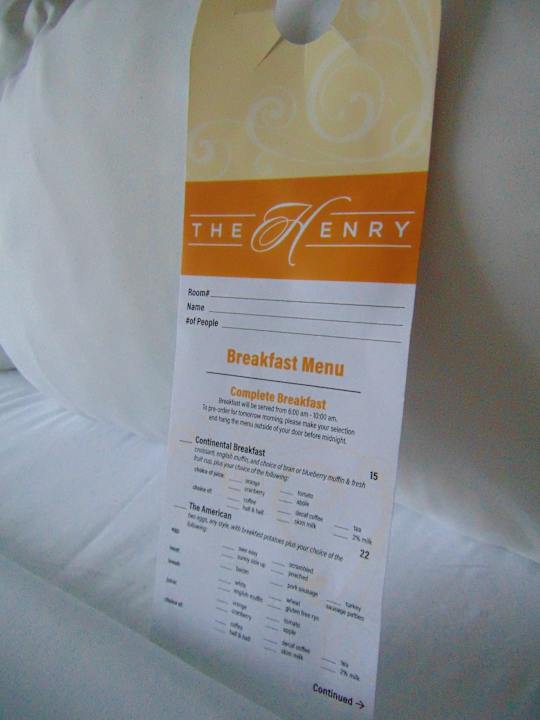 THE HENRY
Room#
Name
#of People
Breakfast Menu
Complete Breakfast
Breakfast will be served from 6:00 am - 10:00 am.
To pre-order for tomorrow morning, please make your selection
and hang the menu outside of your door before midnight.
Continental Breakfast 15
croissant, english muffin, and choice of bran or blueberry muffin & fresh
fruit cup, plus your choice of the following:
choice of juice: orange tomato
cranberry apple
choice of: coffee decaf coffee tea
half & half skim milk 2% milk
The American 22
two eggs, any style, with breakfast potatoes plus your choice of the
following:
eggs over easy scrambled
sunny side up poached
meat: bacon pork sausage turkey sausage patties
bread: white wheat
english muffin gluten free rye
juice: orange tomato
cranberry apple
choice of: coffee decaf coffee tea
half & half skim milk 2% milk
Continued →